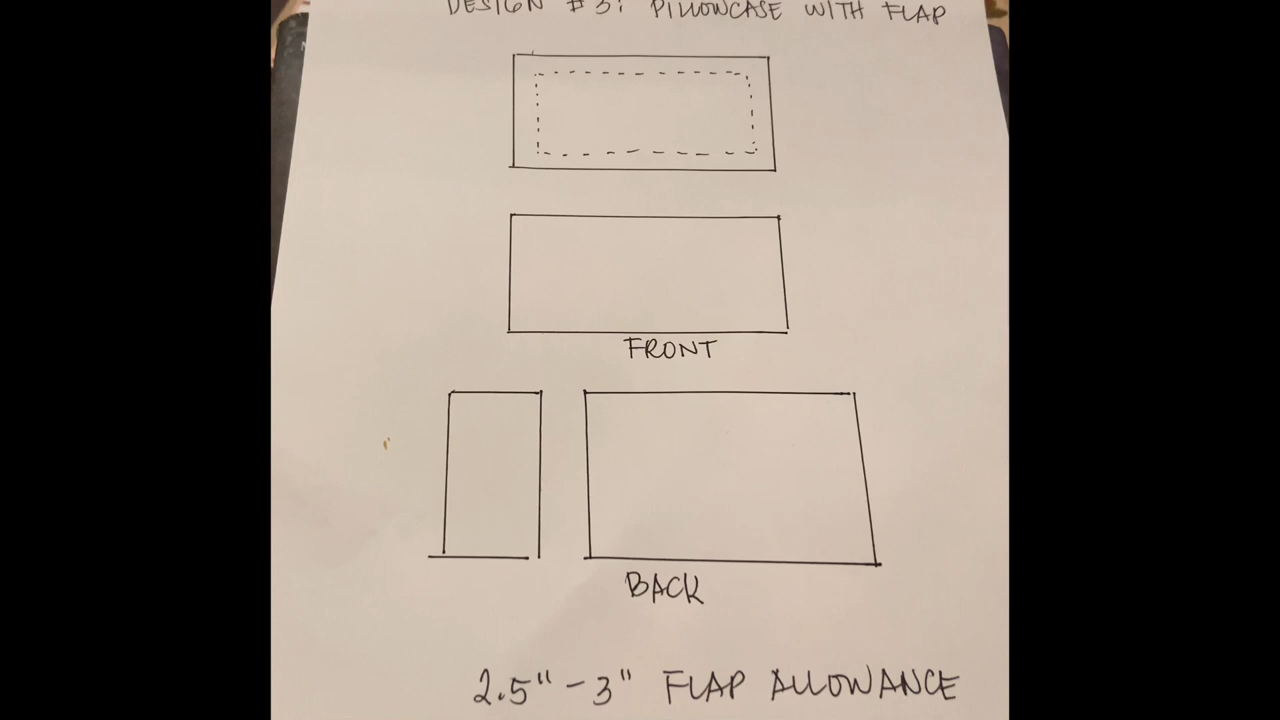 DESIGN #3: PILLOWCASE WITH FLAP
FRONT
BACK
2.5" - 3" FLAP ALLOWANCE